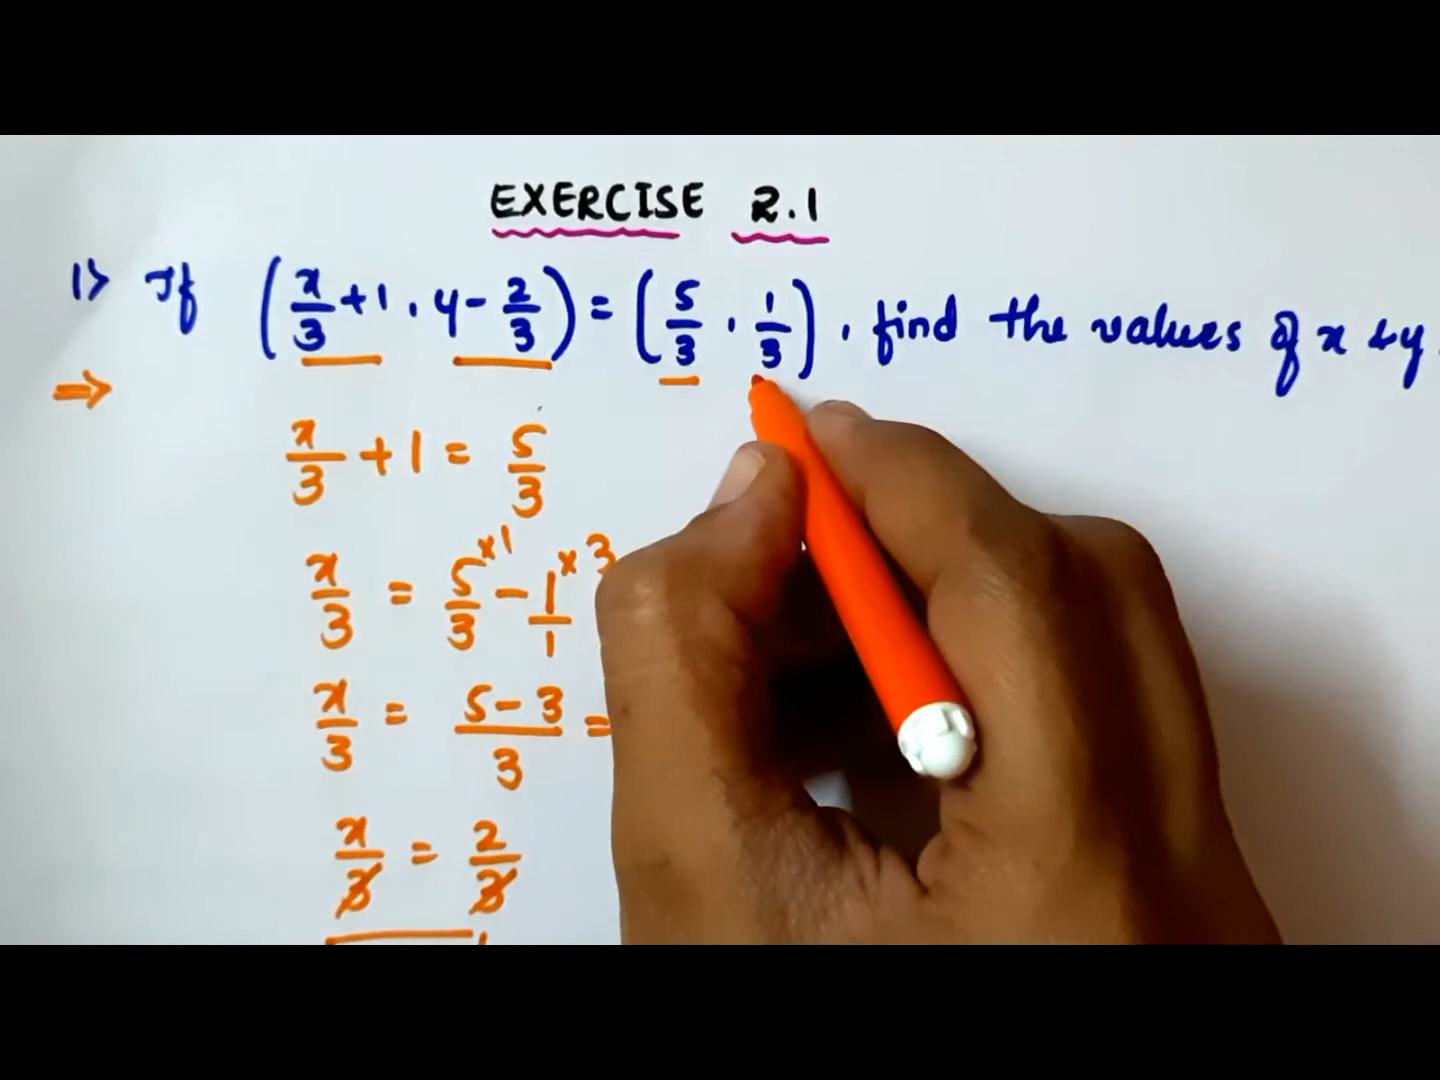 EXERCISE 2.1
1> If (x/3 + 1, y - 2/3) = (5/3, 1/3), find the values of x & y.
⇒
x/3 + 1 = 5/3
x/3 = 5/3 ×1 - 1/1 ×3
x/3 = 5-3/3 =
x/3 = 2/3